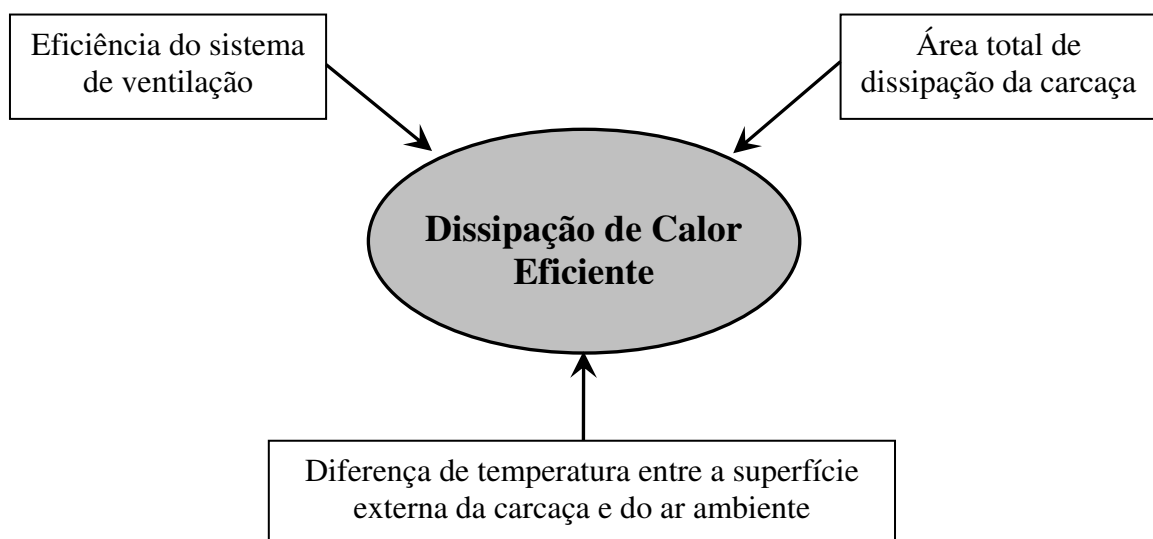 Eficiência do sistema
de ventilação
Área total de
dissipação da carcaça
Dissipação de Calor
Eficiente
Diferença de temperatura entre a superfície
externa da carcaça e do ar ambiente